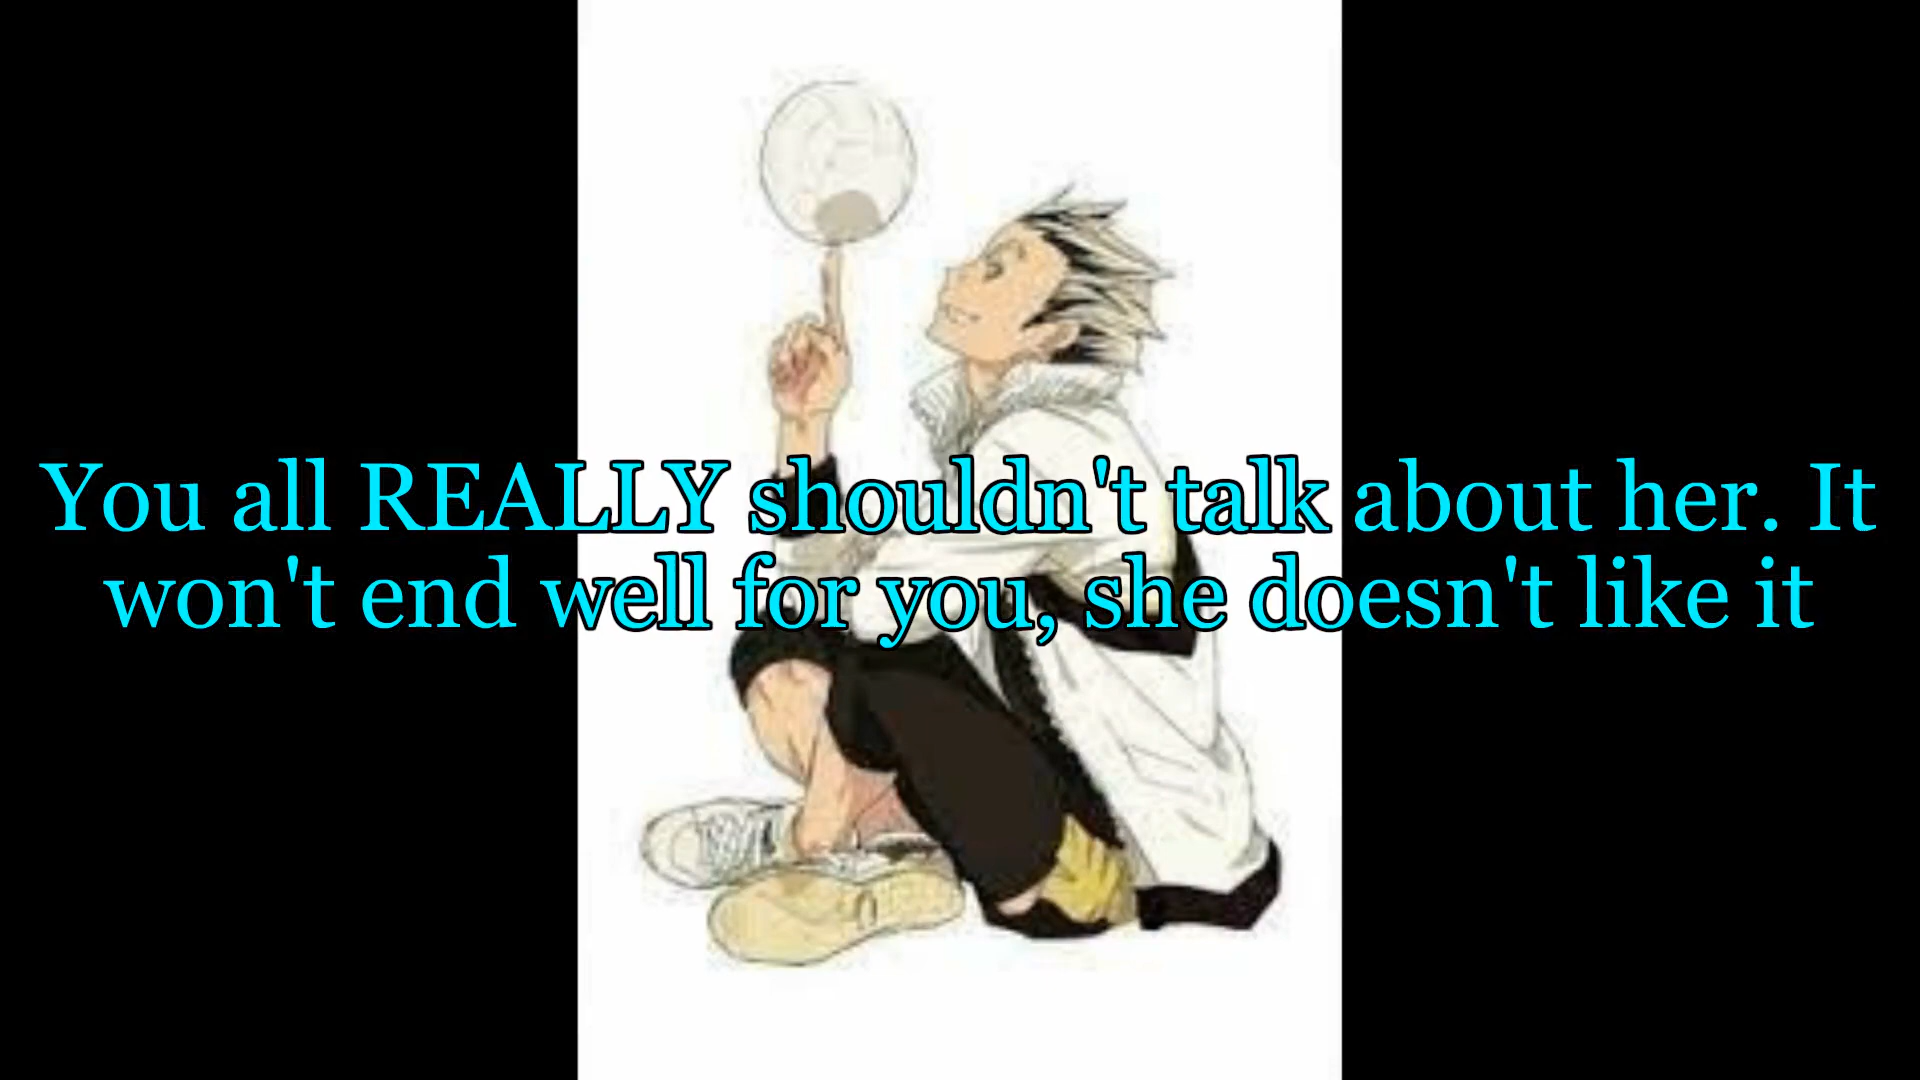 You all REALLY shouldn't talk about her. It
won't end well for you, she doesn't like it